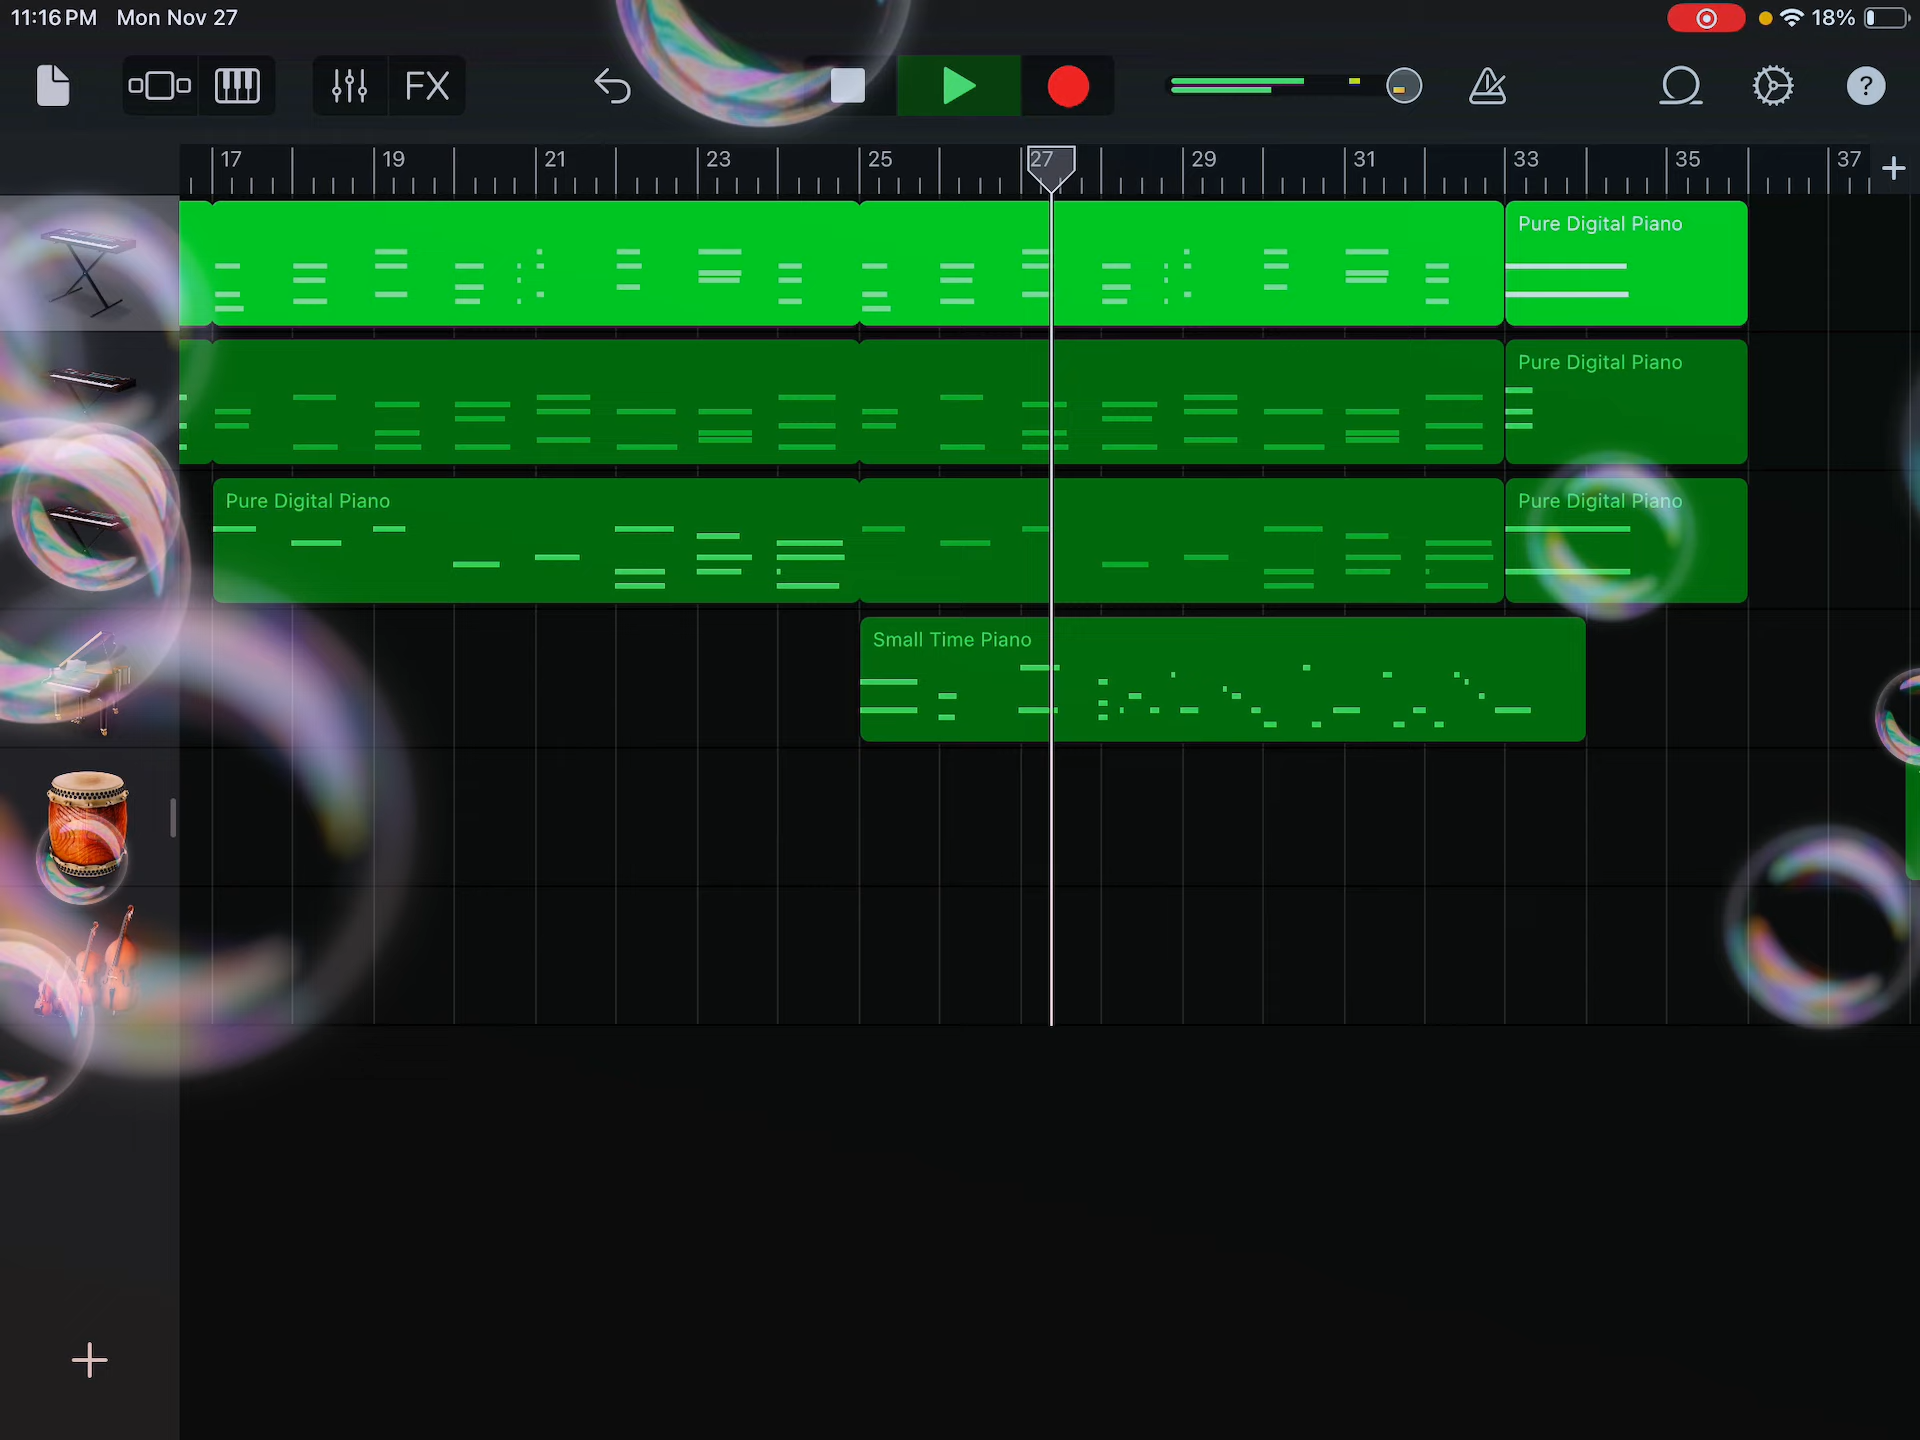 11:16 PM Mon Nov 27 18%
FX ?
17 19 21 23 25 27 29 31 33 35 37 +
Pure Digital Piano
Pure Digital Piano
Pure Digital Piano Pure Digital Piano
Small Time Piano